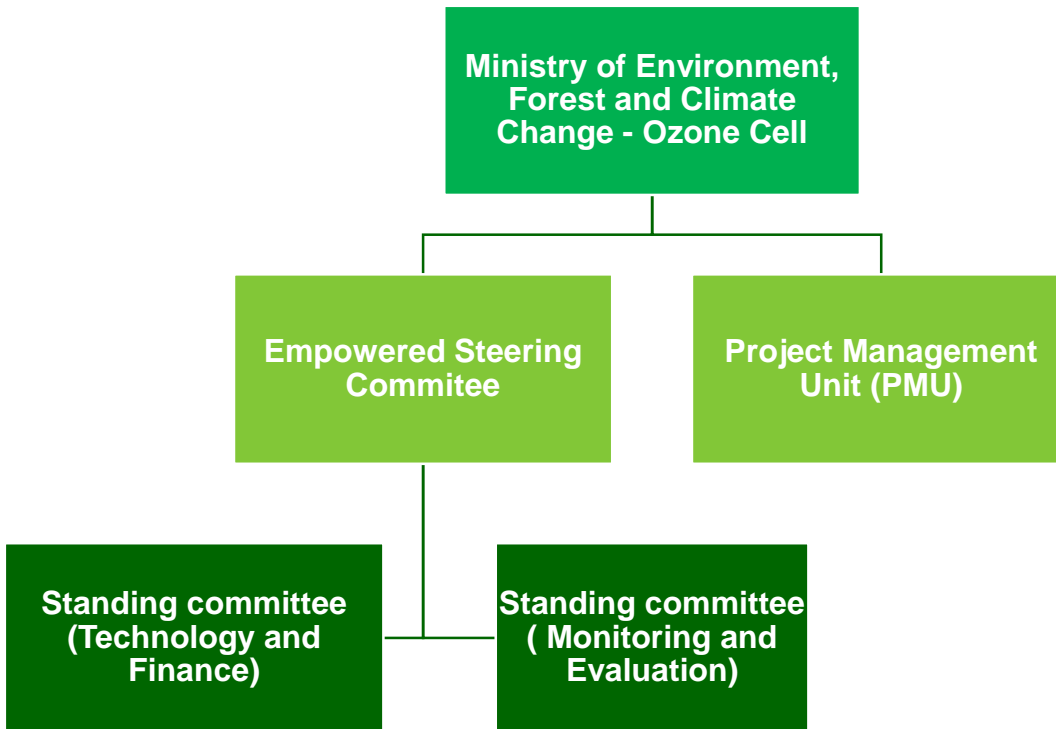 Ministry of Environment,
Forest and Climate
Change - Ozone Cell
Empowered Steering
Commitee
Project Management
Unit (PMU)
Standing committee
(Technology and
Finance)
Standing committee
( Monitoring and
Evaluation)